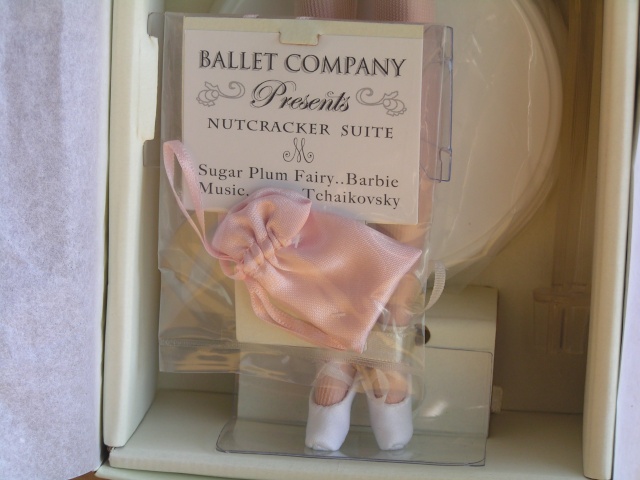 BALLET COMPANY
Presents
NUTCRACKER SUITE
M
Sugar Plum Fairy..Barbie
Music. Tchaikovsky